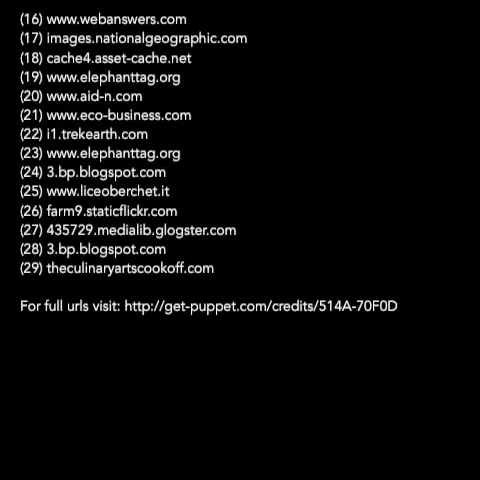 (16) www.webanswers.com
(17) images.nationalgeographic.com
(18) cache4.asset-cache.net
(19) www.elephanttag.org
(20) www.aid-n.com
(21) www.eco-business.com
(22) i1.trekearth.com
(23) www.elephanttag.org
(24) 3.bp.blogspot.com
(25) www.liceoberchet.it
(26) farm9.staticflickr.com
(27) 435729.medialib.glogster.com
(28) 3.bp.blogspot.com
(29) theculinaryartscookoff.com
For full urls visit: http://get-puppet.com/credits/514A-70F0D